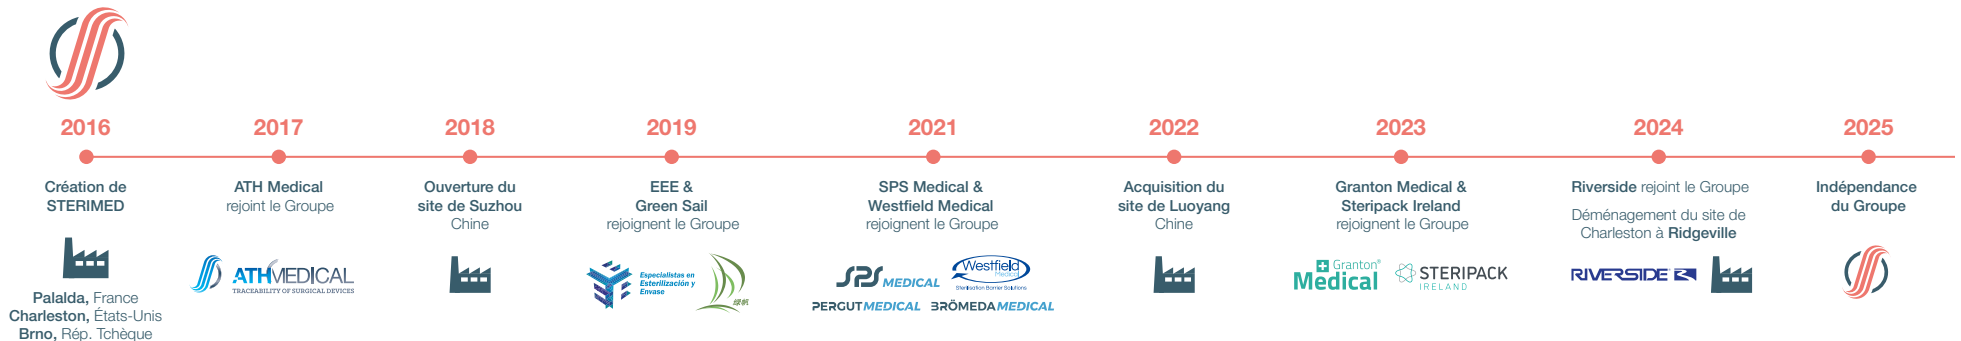 2016
Création de
STERIMED
Palalda, France
Charleston, États-Unis
Brno, Rép. Tchèque
2017
ATH Medical
rejoint le Groupe
ATHMEDICAL
TRACEABILITY OF SURGICAL DEVICES
2018
Ouverture du
site de Suzhou
Chine
2019
EEE &
Green Sail
rejoignent le Groupe
Especialistas en
Esterilización y
Envase
2021
SPS Medical &
Westfield Medical
rejoignent le Groupe
SPS MEDICAL
Westfield
Medical
Sterilisation Barrier Solutions
PERGUTMEDICAL
BRÖMEDAMEDICAL
2022
Acquisition du
site de Luoyang
Chine
2023
Granton Medical &
Steripack Ireland
rejoignent le Groupe
Granton®
Medical
STERIPACK
IRELAND
2024
Riverside rejoint le Groupe
Déménagement du site de
Charleston à Ridgeville
RIVERSIDE
2025
Indépendance
du Groupe